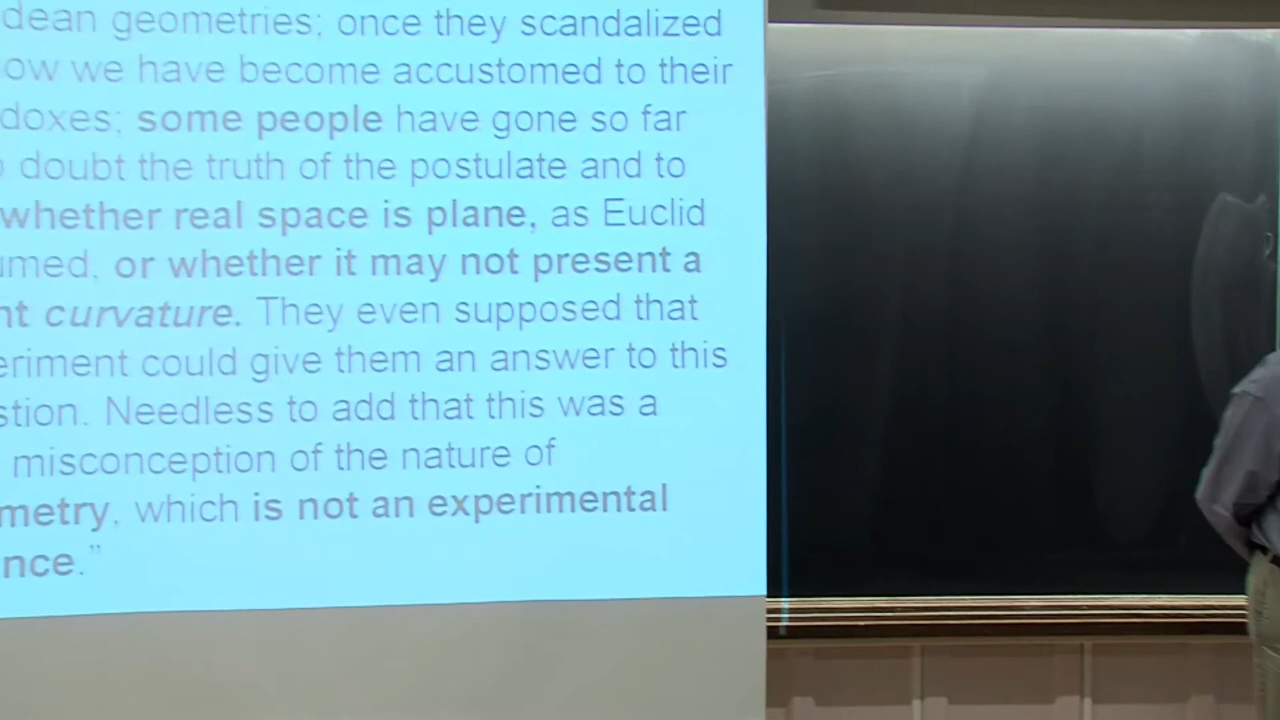 dean geometries; once they scandalized
ow we have become accustomed to their
doxes; some people have gone so far
doubt the truth of the postulate and to
whether real space is plane, as Euclid
umed, or whether it may not present a
nt curvature. They even supposed that
eriment could give them an answer to this
stion. Needless to add that this was a
misconception of the nature of
metry, which is not an experimental
nce."